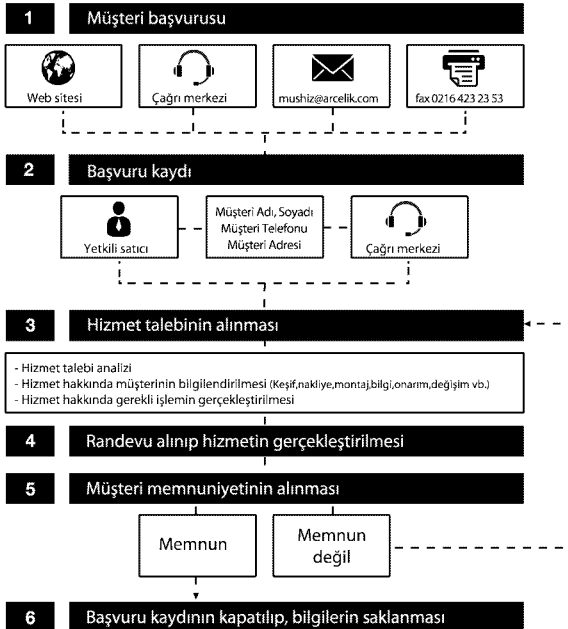 1 Müşteri başvurusu
Web sitesi
Çağrı merkezi
mushiz@arcelik.com
fax 0216 423 23 53
2 Başvuru kaydı
Yetkili satıcı
Müşteri Adı, Soyadı
Müşteri Telefonu
Müşteri Adresi
Çağrı merkezi
3 Hizmet talebinin alınması
- Hizmet talebi analizi
- Hizmet hakkında müşterinin bilgilendirilmesi (Keşif,nakliye,montaj,bilgi,onarım,değişim vb.)
- Hizmet hakkında gerekli işlemin gerçekleştirilmesi
4 Randevu alınıp hizmetin gerçekleştirilmesi
5 Müşteri memnuniyetinin alınması
Memnun
Memnun
değil
6 Başvuru kaydının kapatılıp, bilgilerin saklanması